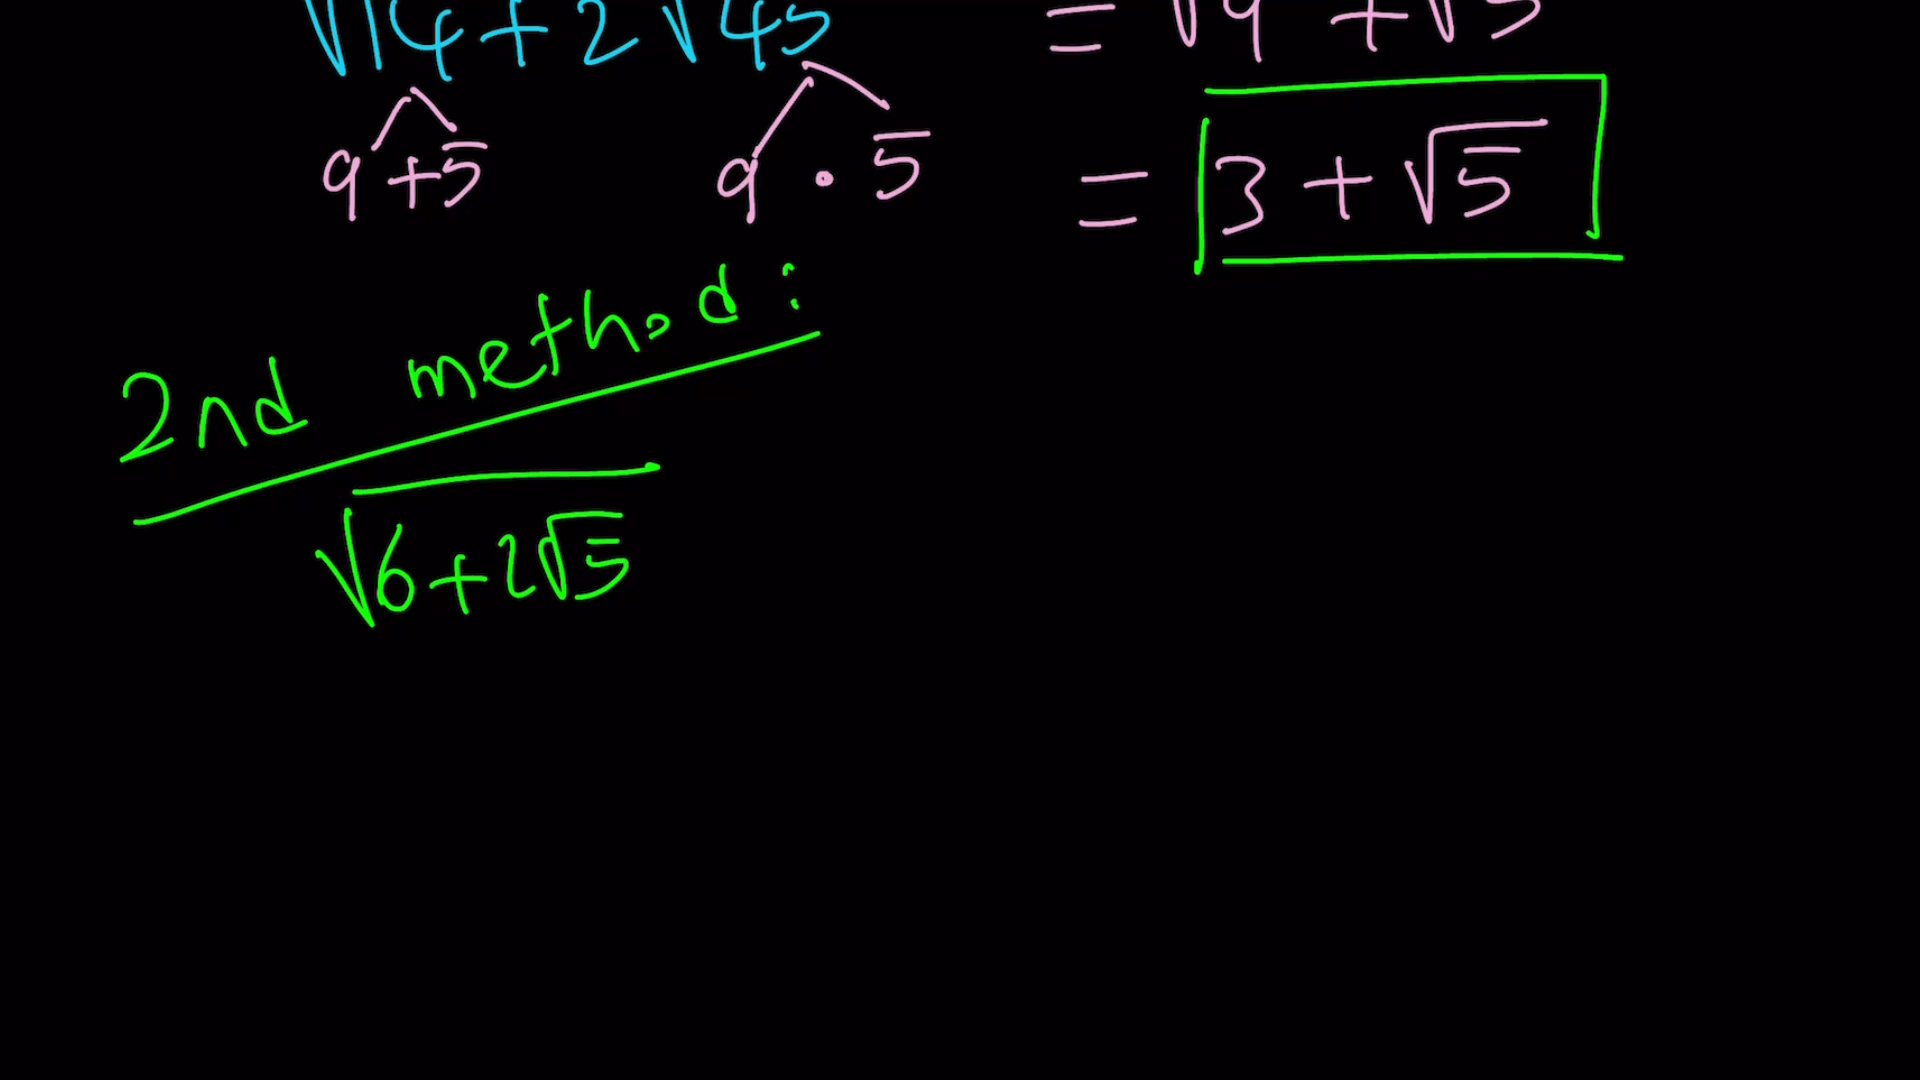 √14+2√45 = √9 + √5
9+5 9 · 5 = 3 + √5
2nd method:
√6+2√5